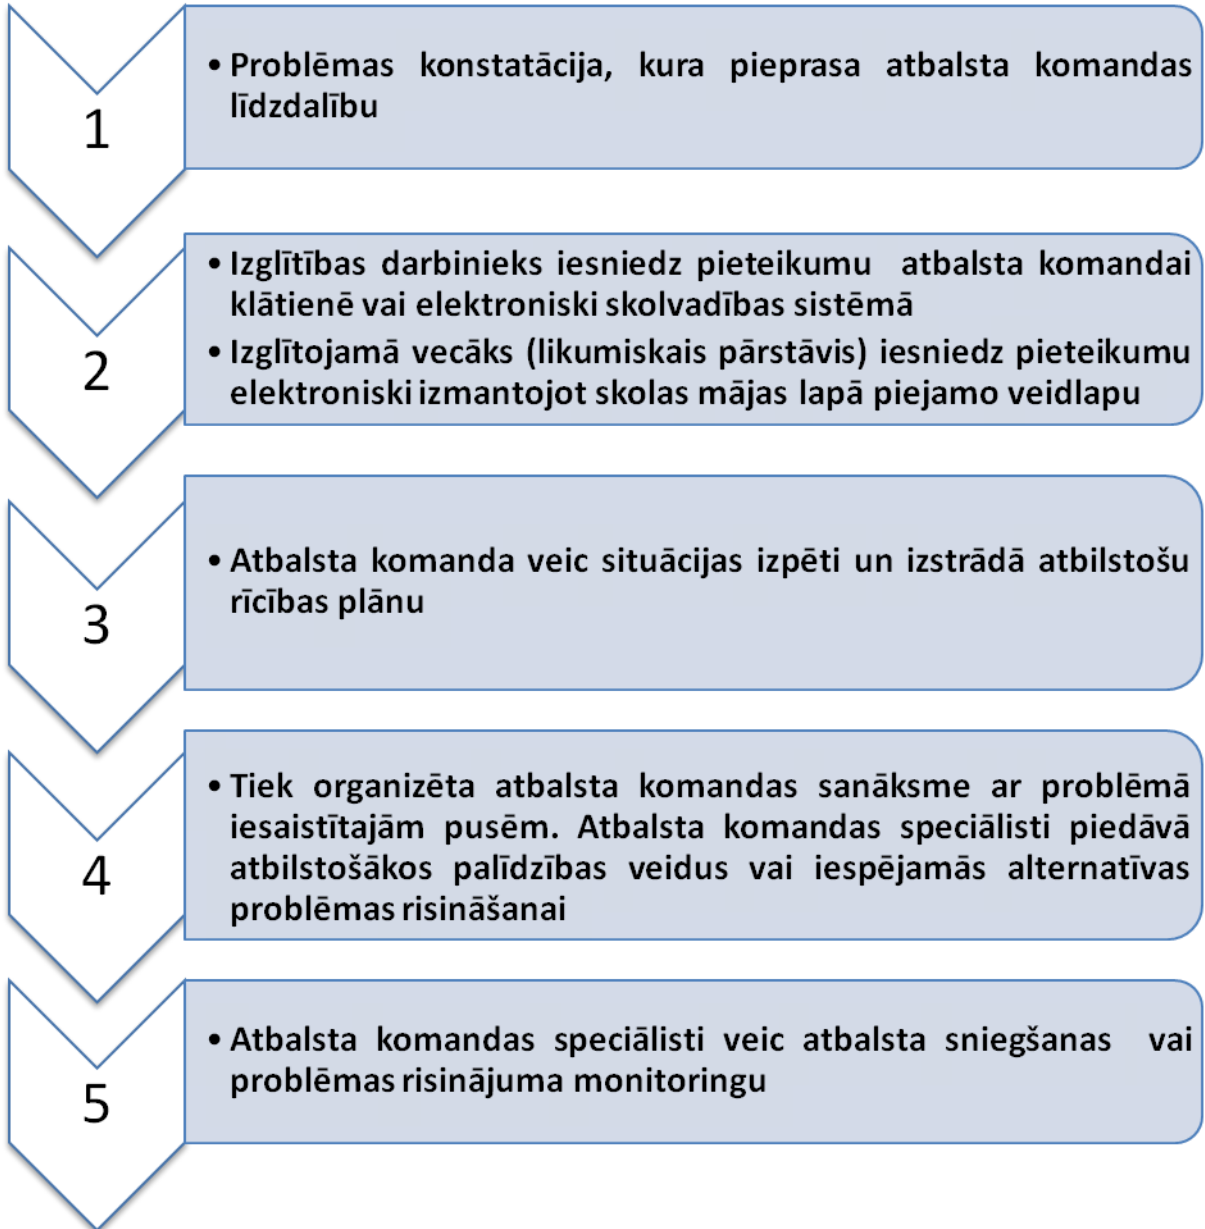 1
• Problēmas konstatācija, kura pieprasa atbalsta komandas
līdzdalību
2
• Izglītības darbinieks iesniedz pieteikumu atbalsta komandai
klātienē vai elektroniski skolvadības sistēmā
• Izglītojamā vecāks (likumiskais pārstāvis) iesniedz pieteikumu
elektroniski izmantojot skolas mājas lapā piejamo veidlapu
3
• Atbalsta komanda veic situācijas izpēti un izstrādā atbilstošu
rīcības plānu
4
• Tiek organizēta atbalsta komandas sanāksme ar problēmā
iesaistītajām pusēm. Atbalsta komandas speciālisti piedāvā
atbilstošākos palīdzības veidus vai iespējamās alternatīvas
problēmas risināšanai
5
• Atbalsta komandas speciālisti veic atbalsta sniegšanas vai
problēmas risinājuma monitoringu